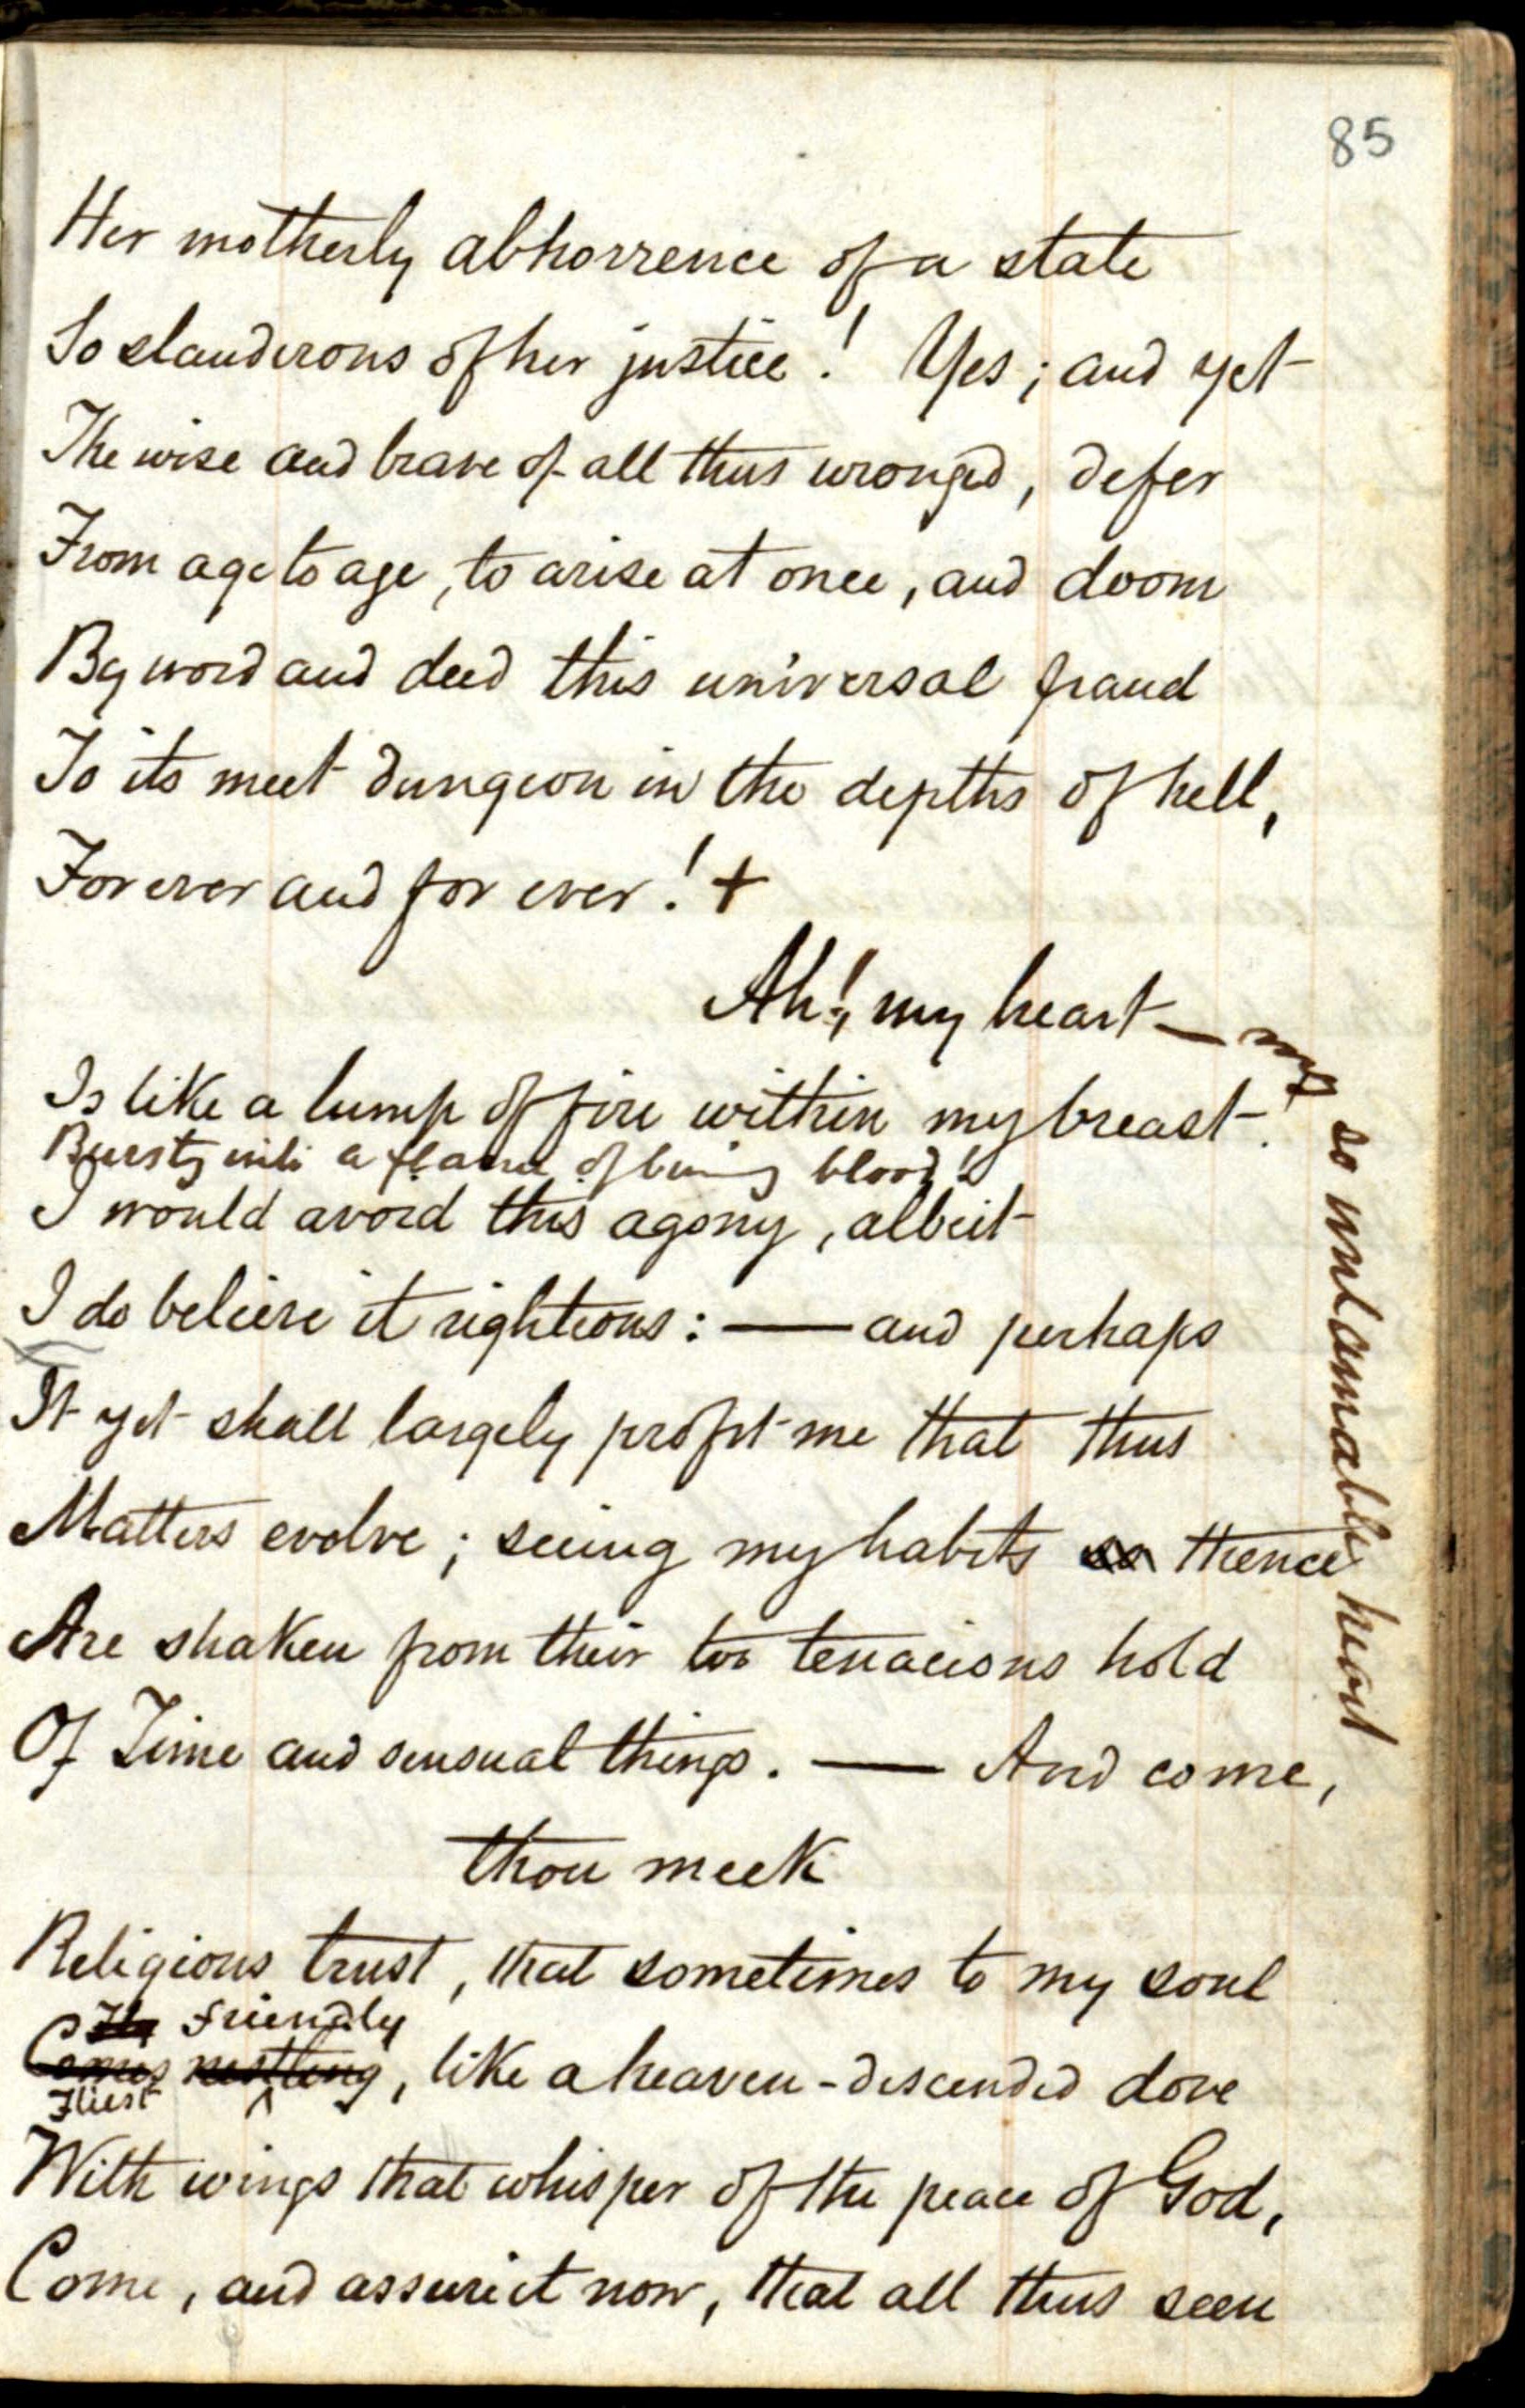 85
Her motherly abhorrence of a state
So slanderous of her justice! Yes; and yet
The wise and brave of all thus wronged, defer
From age to age, to arise at once, and doom
By word and deed this universal fraud
To its meet dungeon in the depths of hell,
For ever and for ever! +
Ah!, my heart — my so untamable heart
Is like a lump of fire within my breast.!
Bursts into a flame of living blood!
I would avoid this agony, albeit
I do believe it righteous: — and perhaps
It yet shall largely profit me that thus
Matters evolve; seeing my habits so thence
Are shaken from their too tenacious hold
Of Time and sensual things. — And come,
thou meek
Religious trust, that sometimes to my soul
Friendly
Comes nestling, like a heaven-descended dove
Fliest ^
With wings that whisper of the peace of God,
Come, and assure it now, that all thus seen